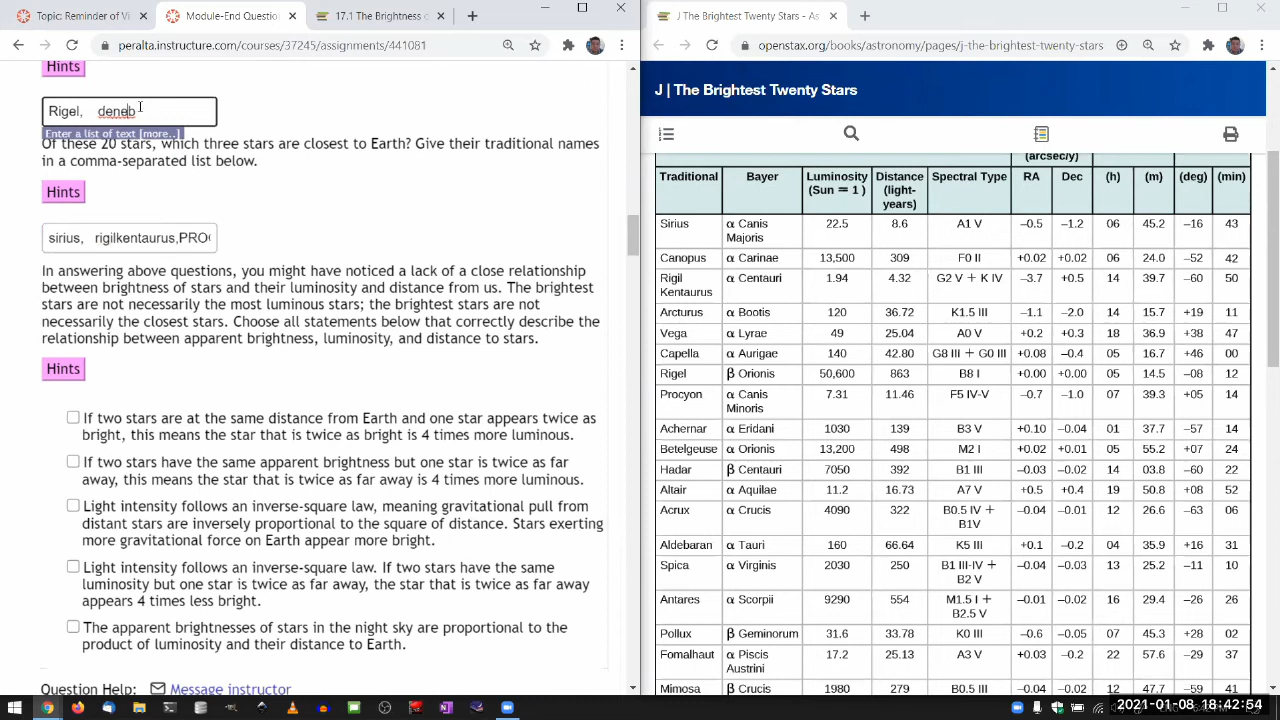 Topic Remindi
Mid-End Question
17.1 The Brightness of
J The Brightest Twenty Stars - Ast
peralta.instructure.com/courses/37245/assignments/441081
openstax.org/books/astronomy/pages/j-the-brightest-twenty-stars
Hints
Rigel, deneb
Enter a list of text [more..]
Of these 20 stars, which three stars are closest to Earth? Give their traditional names
in a comma-separated list below.
Hints
sirius, rigilkentaurus,PRO
In answering above questions, you might have noticed a lack of a close relationship
between brightness of stars and their luminosity and distance from us. The brightest
stars are not necessarily the most luminous stars; the brightest stars are not
necessarily the closest stars. Choose all statements below that correctly describe the
relationship between apparent brightness, luminosity, and distance to stars.
Hints
If two stars are at the same distance from Earth and one star appears twice as
bright, this means the star that is twice as bright is 4 times more luminous.
If two stars have the same apparent brightness but one star is twice as far
away, this means the star that is twice as far away is 4 times more luminous.
Light intensity follows an inverse-square law, meaning gravitational pull from
distant stars are inversely proportional to the square of distance. Stars exerting
more gravitational force on Earth appear more bright.
Light intensity follows an inverse-square law. If two stars have the same
luminosity but one star is twice as far away, the star that is twice as far away
appears 4 times less bright.
The apparent brightnesses of stars in the night sky are proportional to the
product of luminosity and their distance to Earth.
Question Help: Message instructor
J | The Brightest Twenty Stars
(arcsec/y)
Traditional Bayer Luminosity (Sun = 1 ) Distance (light-years) Spectral Type RA Dec (h) (m) (deg) (min)
Sirius α Canis Majoris 22.5 8.6 A1 V –0.5 –1.2 06 45.2 –16 43
Canopus α Carinae 13,500 309 F0 II +0.02 +0.02 06 24.0 –52 42
Rigil Kentaurus α Centauri 1.94 4.32 G2 V + K IV –3.7 +0.5 14 39.7 –60 50
Arcturus α Bootis 120 36.72 K1.5 III –1.1 –2.0 14 15.7 +19 11
Vega α Lyrae 49 25.04 A0 V +0.2 +0.3 18 36.9 +38 47
Capella α Aurigae 140 42.80 G8 III + G0 III +0.08 –0.4 05 16.7 +46 00
Rigel β Orionis 50,600 863 B8 I +0.00 +0.00 05 14.5 –08 12
Procyon α Canis Minoris 7.31 11.46 F5 IV-V –0.7 –1.0 07 39.3 +05 14
Achernar α Eridani 1030 139 B3 V +0.10 –0.04 01 37.7 –57 14
Betelgeuse α Orionis 13,200 498 M2 I +0.02 +0.01 05 55.2 +07 24
Hadar β Centauri 7050 392 B1 III –0.03 –0.02 14 03.8 –60 22
Altair α Aquilae 11.2 16.73 A7 V +0.5 +0.4 19 50.8 +08 52
Acrux α Crucis 4090 322 B0.5 IV + B1V –0.04 –0.01 12 26.6 –63 06
Aldebaran α Tauri 160 66.64 K5 III +0.1 –0.2 04 35.9 +16 31
Spica α Virginis 2030 250 B1 III-IV + B2 V –0.04 –0.03 13 25.2 –11 10
Antares α Scorpii 9290 554 M1.5 I + B2.5 V –0.01 –0.02 16 29.4 –26 26
Pollux β Geminorum 31.6 33.78 K0 III –0.6 –0.05 07 45.3 +28 02
Fomalhaut α Piscis Austrini 17.2 25.13 A3 V +0.03 –0.2 22 57.6 –29 37
Mimosa β Crucis 1980 279 B0.5 III –0.04 –0.02 12 47.7 –59 41
2021-01-08 18:42:54